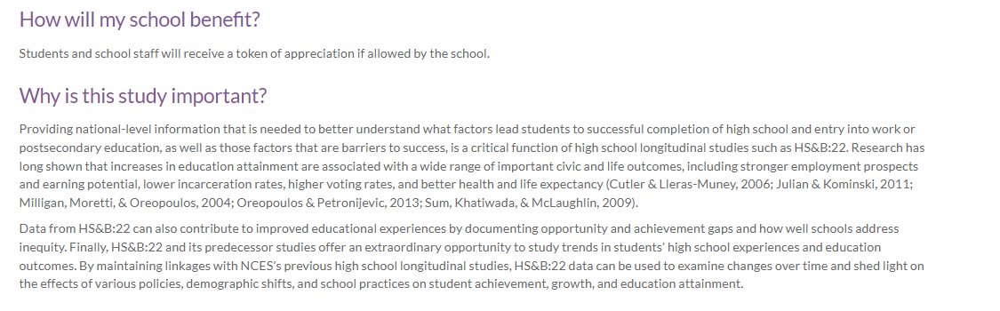 How will my school benefit?
Students and school staff will receive a token of appreciation if allowed by the school.
Why is this study important?
Providing national-level information that is needed to better understand what factors lead students to successful completion of high school and entry into work or
postsecondary education, as well as those factors that are barriers to success, is a critical function of high school longitudinal studies such as HS&B:22. Research has
long shown that increases in education attainment are associated with a wide range of important civic and life outcomes, including stronger employment prospects
and earning potential, lower incarceration rates, higher voting rates, and better health and life expectancy (Cutler & Lleras-Muney, 2006; Julian & Kominski, 2011;
Milligan, Moretti, & Oreopoulos, 2004; Oreopoulos & Petronijevic, 2013; Sum, Khatiwada, & McLaughlin, 2009).
Data from HS&B:22 can also contribute to improved educational experiences by documenting opportunity and achievement gaps and how well schools address
inequity. Finally, HS&B:22 and its predecessor studies offer an extraordinary opportunity to study trends in students' high school experiences and education
outcomes. By maintaining linkages with NCES's previous high school longitudinal studies, HS&B:22 data can be used to examine changes over time and shed light on
the effects of various policies, demographic shifts, and school practices on student achievement, growth, and education attainment.